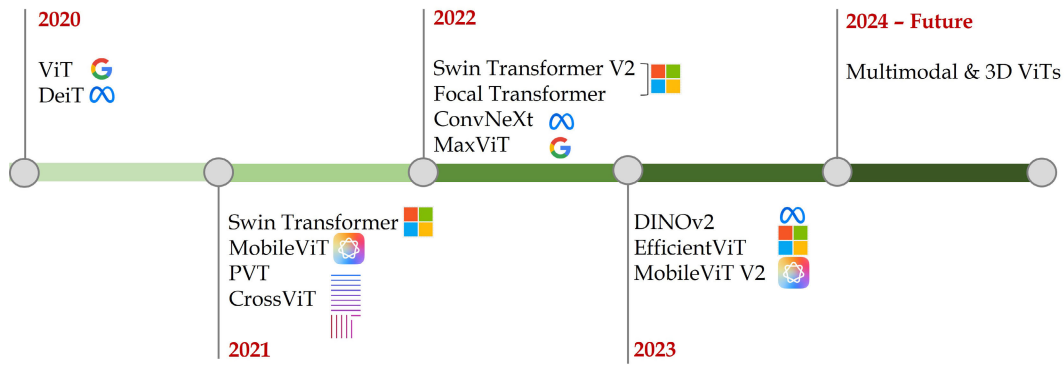 2020
ViT
DeiT
2021
Swin Transformer
MobileViT
PVT
CrossViT
2022
Swin Transformer V2
Focal Transformer
ConvNeXt
MaxViT
2023
DINOv2
EfficientViT
MobileViT V2
2024 – Future
Multimodal & 3D ViTs